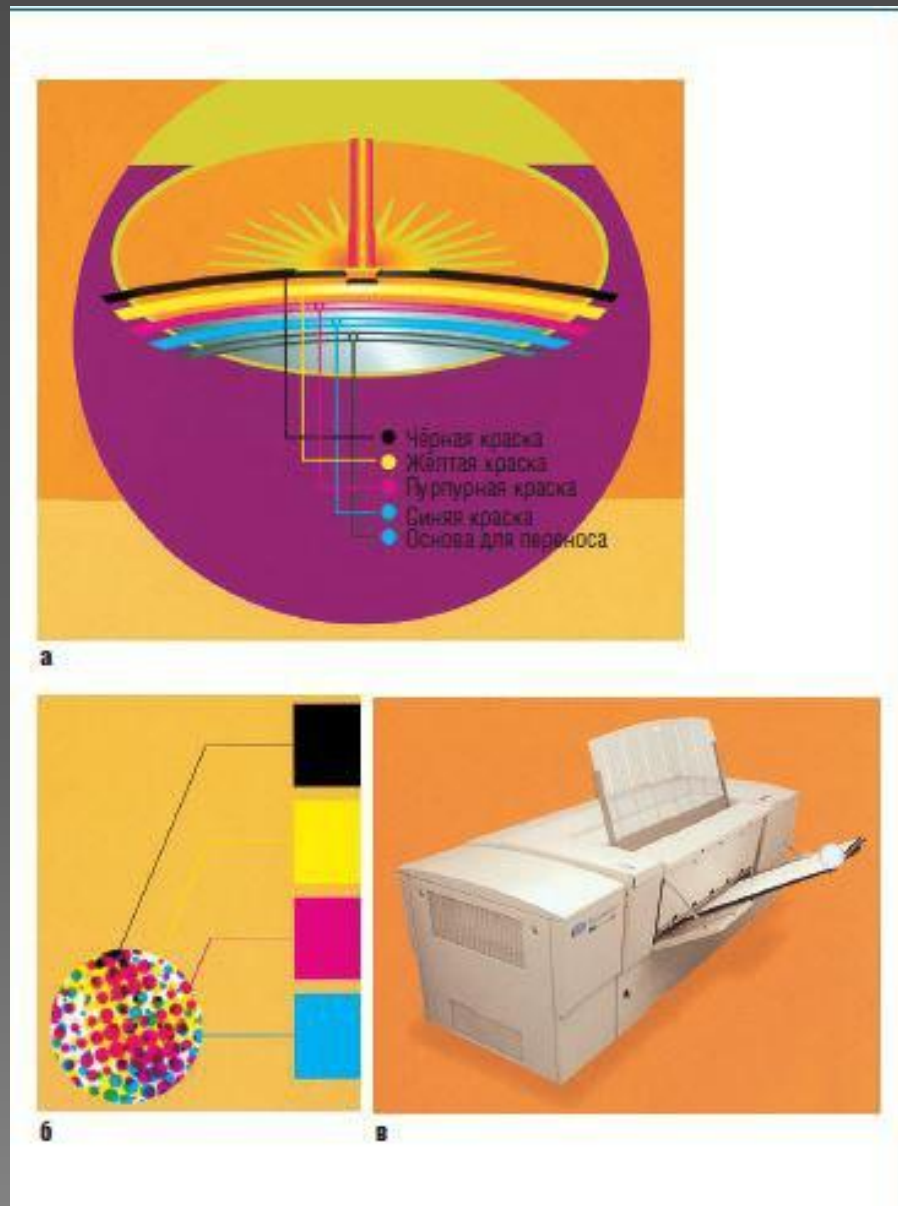 Чёрная краска
Жёлтая краска
Пурпурная краска
Синяя краска
Основа для переноса
а
б
в